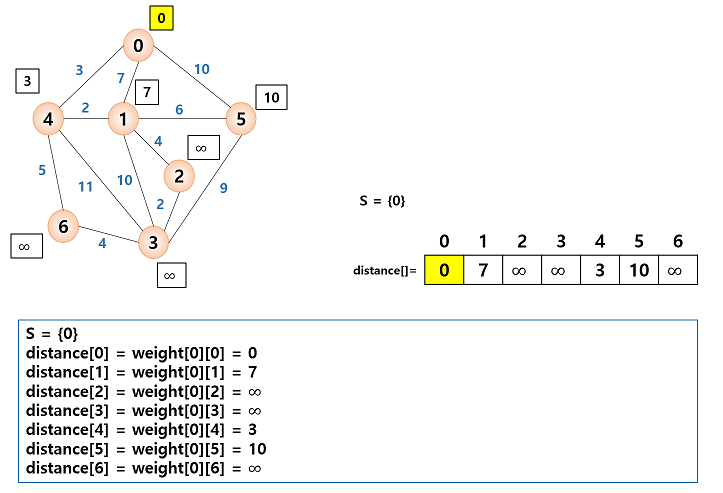 0
0
3
7
10
3
7
10
4
2
1
6
5
4
∞
5
11
10
2
9
2
6
4
3
∞
∞
S = {0}
0 1 2 3 4 5 6
distance[]= 0 7 ∞ ∞ 3 10 ∞
S = {0}
distance[0] = weight[0][0] = 0
distance[1] = weight[0][1] = 7
distance[2] = weight[0][2] = ∞
distance[3] = weight[0][3] = ∞
distance[4] = weight[0][4] = 3
distance[5] = weight[0][5] = 10
distance[6] = weight[0][6] = ∞